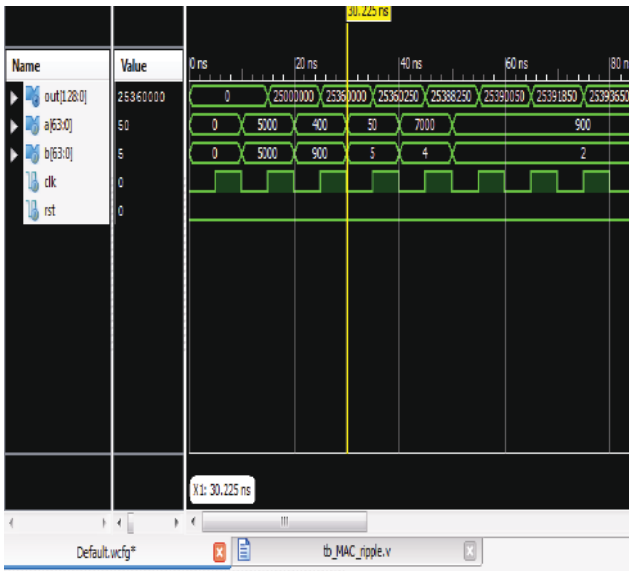 30.225 ns
Name Value 0 ns 20 ns 40 ns 60 ns 80 n
out[128:0] 25360000 0 25000000 25360000 25360250 25388250 25390050 25391850 25393650
a[63:0] 50 0 5000 400 50 7000 900
b[63:0] 5 0 5000 900 5 4 2
clk 0
rst 0
X1: 30.225 ns
Default.wcfg* tb_MAC_ripple.v